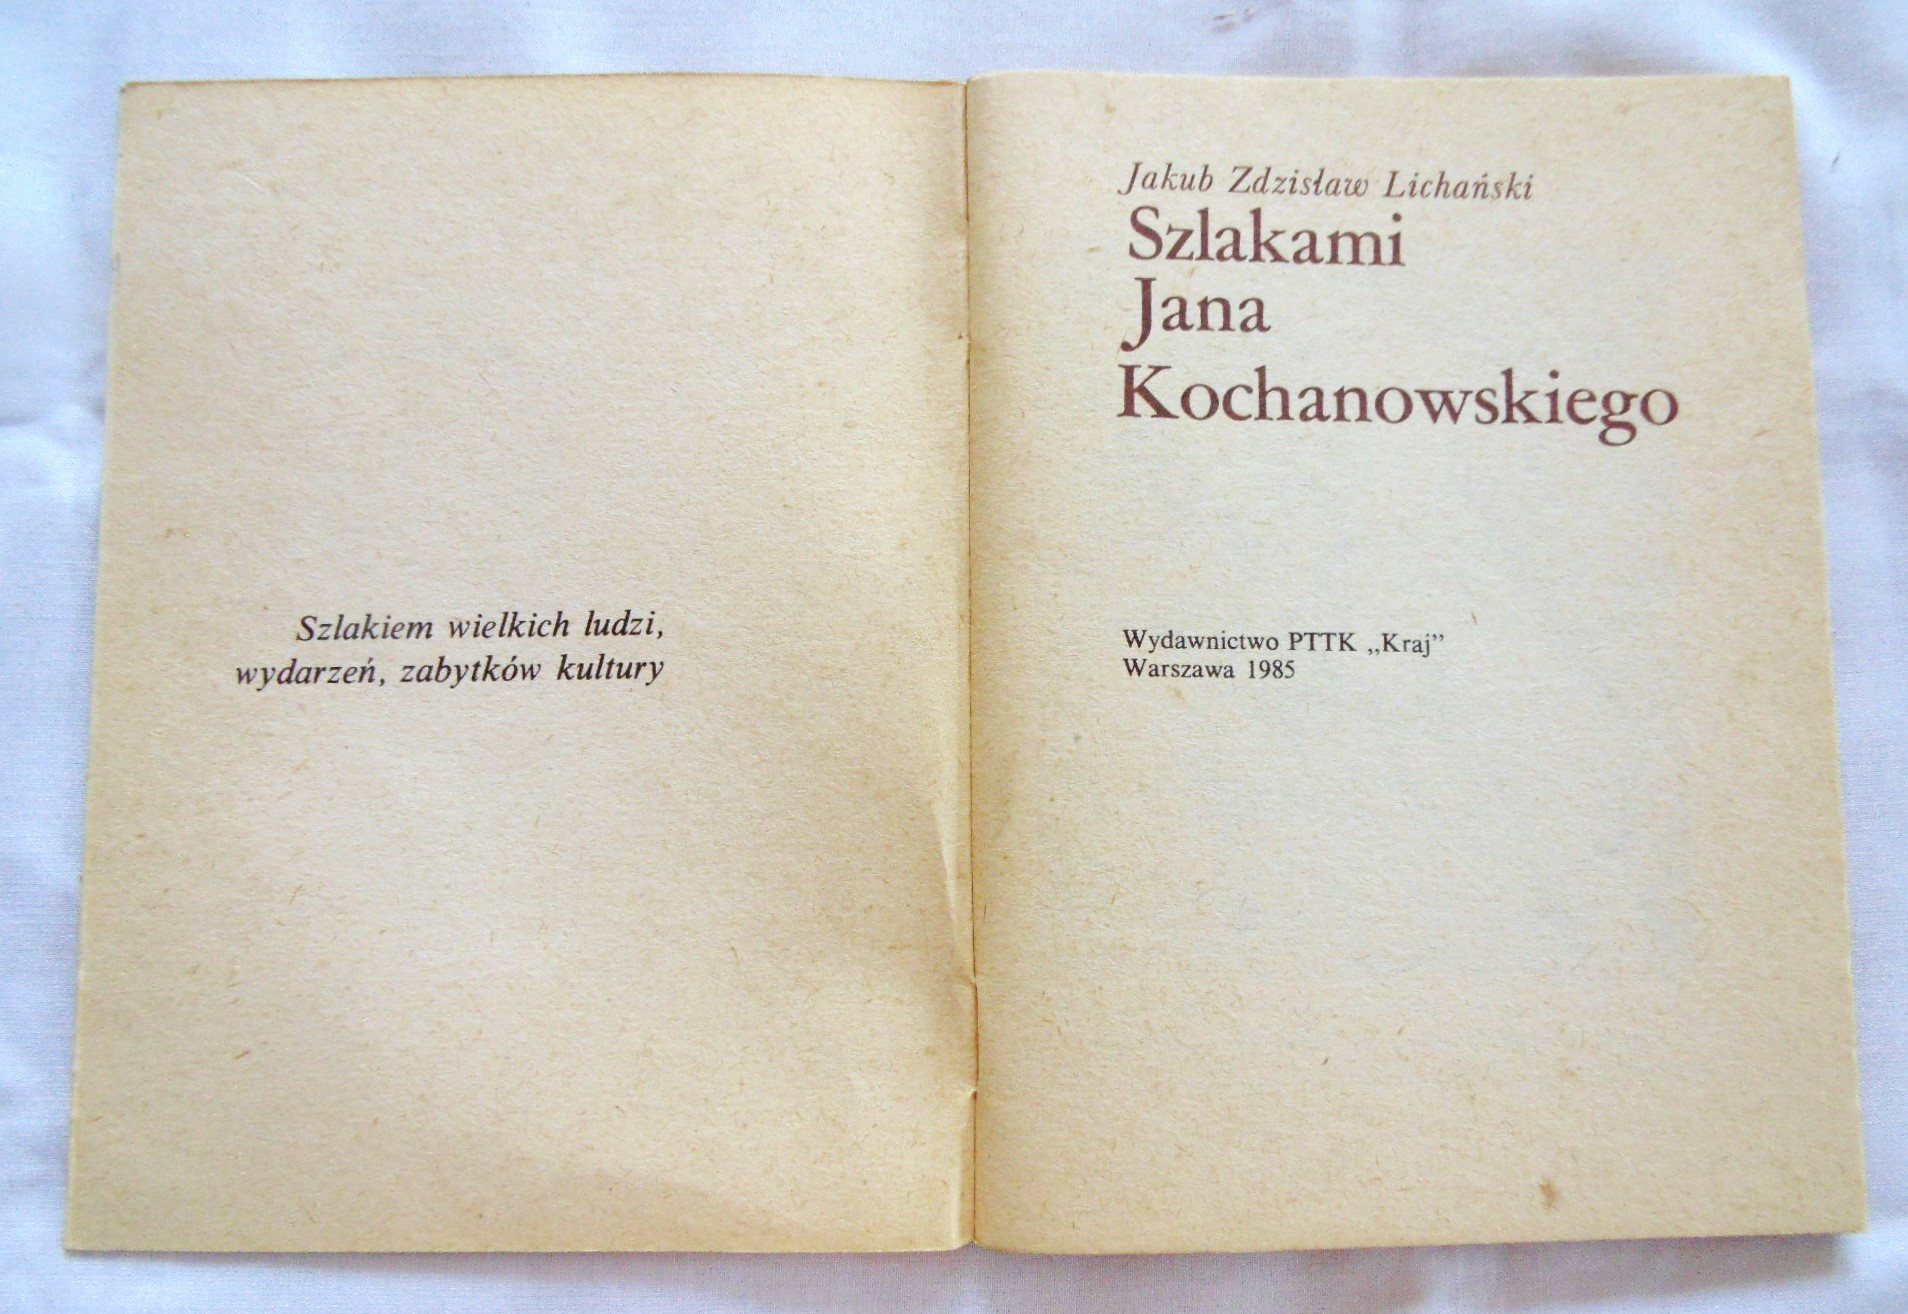 Szlakiem wielkich ludzi,
wydarzeń, zabytków kultury
Jakub Zdzisław Lichański
Szlakami
Jana
Kochanowskiego
Wydawnictwo PTTK „Kraj”
Warszawa 1985